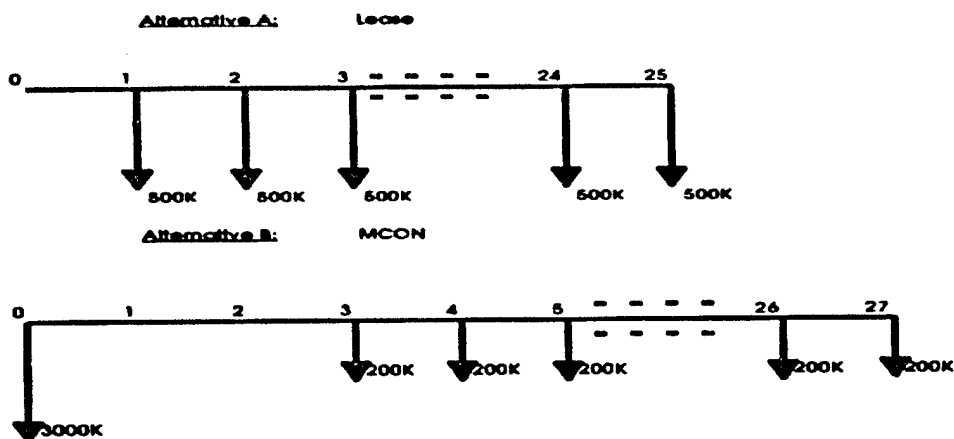 Alternative A: Lease
0 1 2 3 24 25
500K 500K 500K 500K 500K
Alternative B: MCON
0 1 2 3 4 5 26 27
200K 200K 200K 200K 200K
3000K